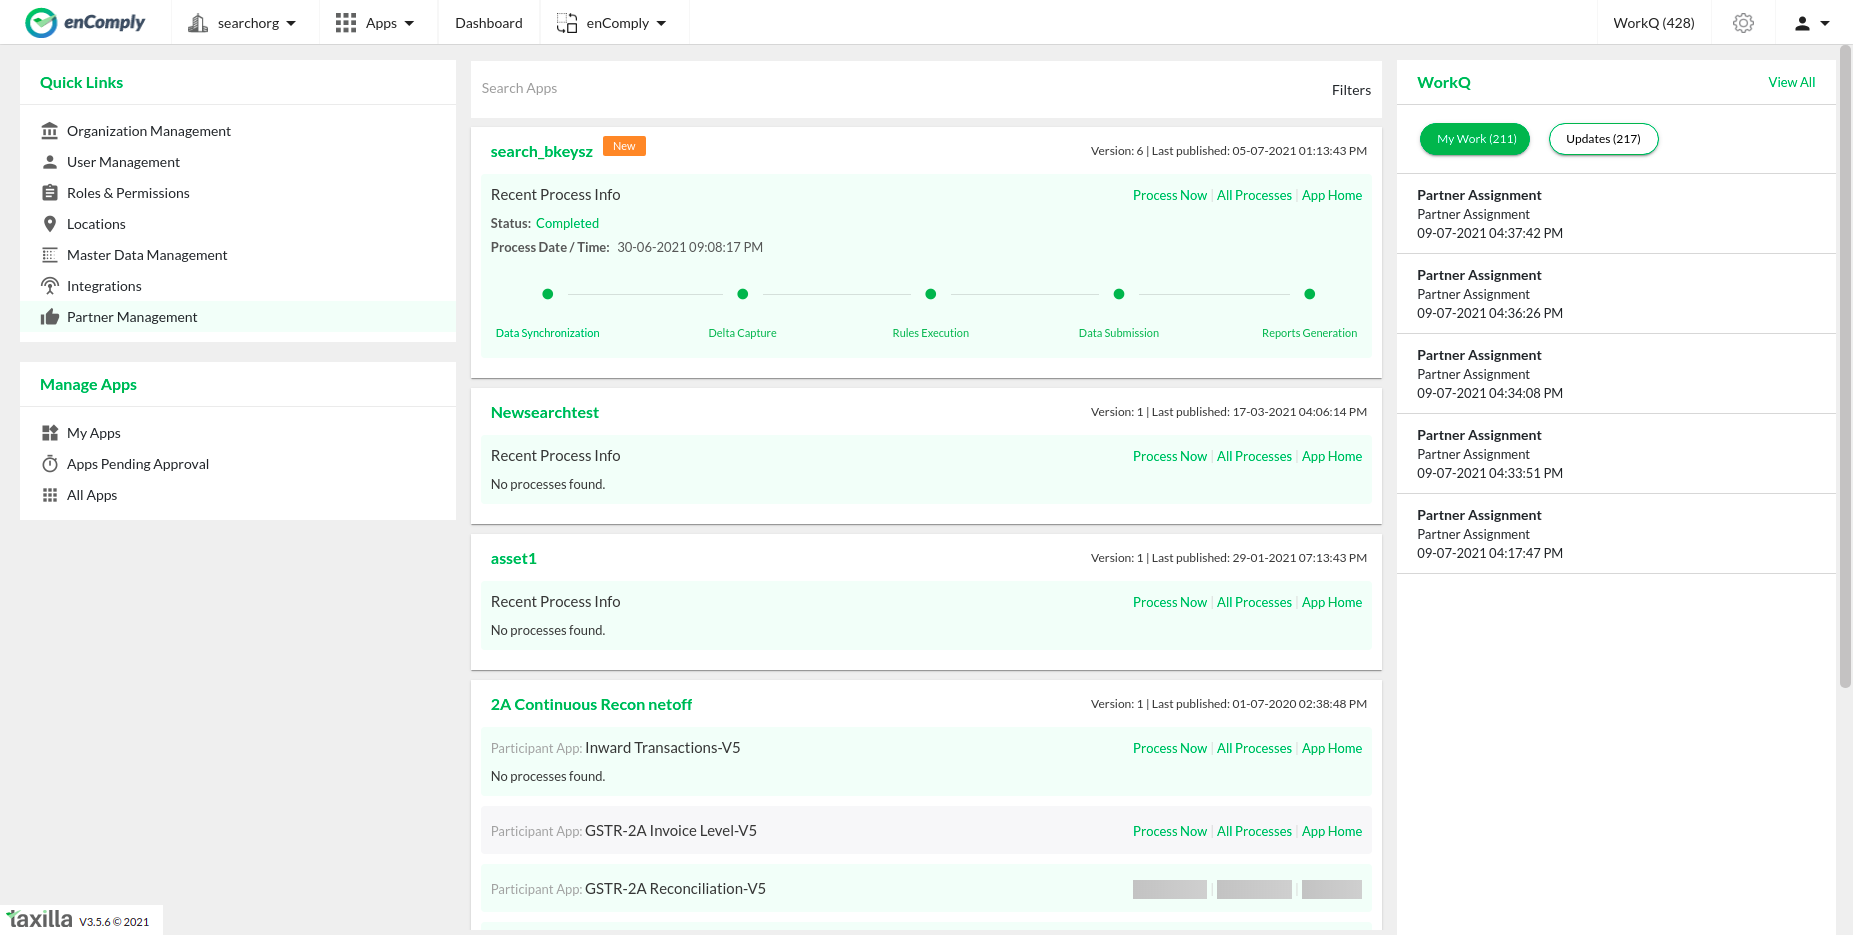 enComply
searchorg
Apps
Dashboard
enComply
WorkQ (428)
Quick Links
Organization Management
User Management
Roles & Permissions
Locations
Master Data Management
Integrations
Partner Management
Manage Apps
My Apps
Apps Pending Approval
All Apps
Search Apps
Filters
search_bkeysz New
Version: 6 | Last published: 05-07-2021 01:13:43 PM
Recent Process Info
Process Now | All Processes | App Home
Status: Completed
Process Date / Time: 30-06-2021 09:08:17 PM
Data Synchronization Delta Capture Rules Execution Data Submission Reports Generation
Newsearchtest
Version: 1 | Last published: 17-03-2021 04:06:14 PM
Recent Process Info
Process Now | All Processes | App Home
No processes found.
asset1
Version: 1 | Last published: 29-01-2021 07:13:43 PM
Recent Process Info
Process Now | All Processes | App Home
No processes found.
2A Continuous Recon netoff
Version: 1 | Last published: 01-07-2020 02:38:48 PM
Participant App: Inward Transactions-V5
Process Now | All Processes | App Home
No processes found.
Participant App: GSTR-2A Invoice Level-V5
Process Now | All Processes | App Home
Participant App: GSTR-2A Reconciliation-V5
WorkQ
View All
My Work (211)
Updates (217)
Partner Assignment
Partner Assignment
09-07-2021 04:37:42 PM
Partner Assignment
Partner Assignment
09-07-2021 04:36:26 PM
Partner Assignment
Partner Assignment
09-07-2021 04:34:08 PM
Partner Assignment
Partner Assignment
09-07-2021 04:33:51 PM
Partner Assignment
Partner Assignment
09-07-2021 04:17:47 PM
taxilla V3.5.6 © 2021